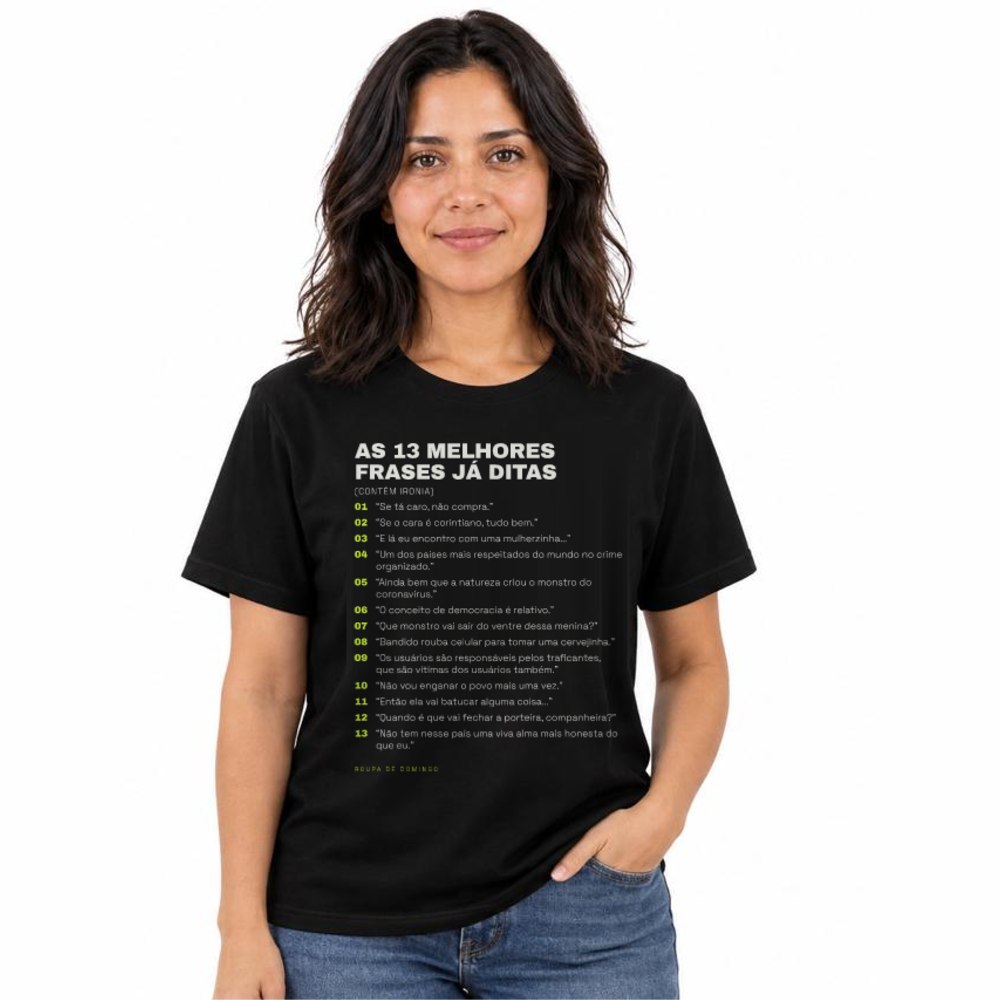 AS 13 MELHORES
FRASES JÁ DITAS
(CONTÉM IRONIA)
01 "Se tá caro, não compra."
02 "Se o cara é corintiano, tudo bem."
03 "E lá eu encontro com uma mulherzinha..."
04 "Um dos países mais respeitados do mundo no crime
organizado."
05 "Ainda bem que a natureza criou o monstro do
coronavírus."
06 "O conceito de democracia é relativo."
07 "Que monstro vai sair do ventre dessa menina?"
08 "Bandido rouba celular para tomar uma cervejinha."
09 "Os usuários são responsáveis pelos traficantes,
que são vítimas dos usuários também."
10 "Não vou enganar o povo mais uma vez."
11 "Então ela vai batucar alguma coisa..."
12 "Quando é que vai fechar a porteira, companheira?"
13 "Não tem nesse país uma viva alma mais honesta do
que eu."
ROUPA DE DOMINGO